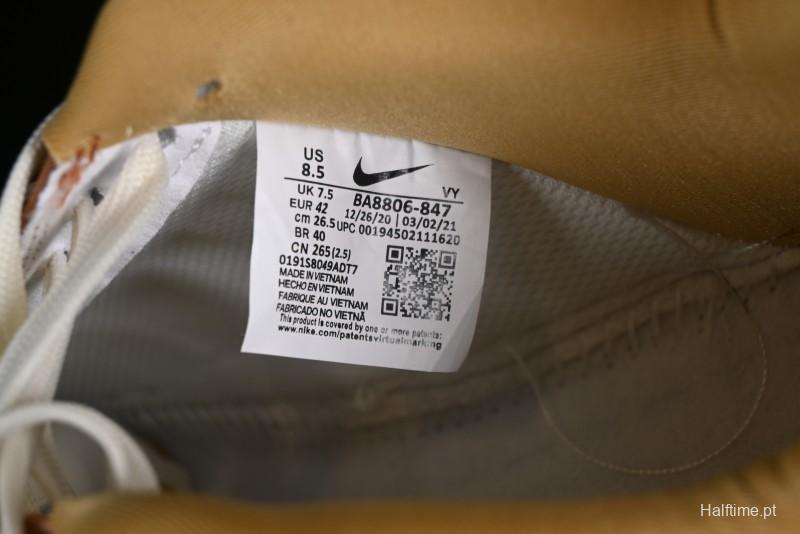 US
8.5
VY
UK 7.5
BA8806-847
EUR 42
12/26/20 | 03/02/21
cm 26.5
UPC 00194502111620
BR 40
CN 265(2.5)
0191S8049ADT7
MADE IN VIETNAM
HECHO EN VIETNAM
FABRIQUE AU VIETNAM
FABRICADO NO VIETNÃ
This product is covered by one or more patents:
www.nike.com/patentsvirtualmarking
Halftime.pt